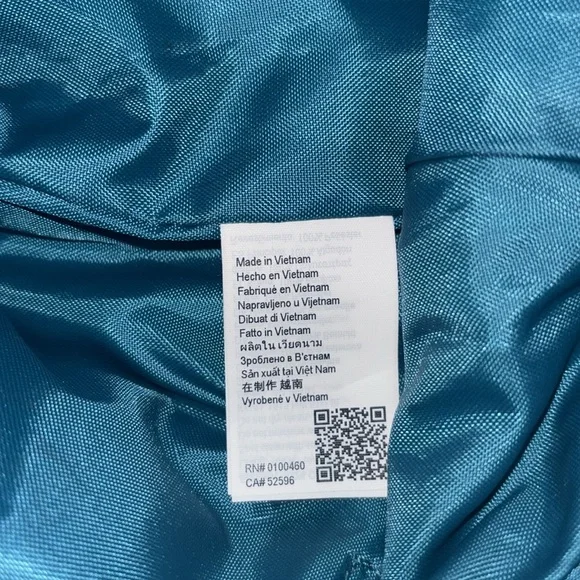 Made in Vietnam
Hecho en Vietnam
Fabriqué en Vietnam
Napravljeno u Vijetnam
Dibuat di Vietnam
Fatto in Vietnam
ผลิตใน เวียดนาม
Зроблено в В'єтнам
Sản xuất tại Việt Nam
在制作 越南
Vyrobené v Vietnam
RN# 0100460
CA# 52596